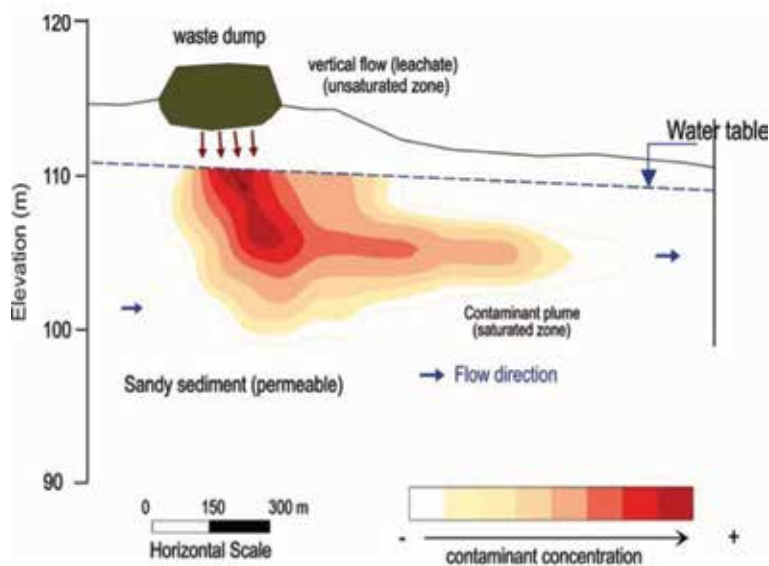 120
waste dump
vertical flow (leachate)
(unsaturated zone)
Water table
110
Elevation (m)
Contaminant plume
(saturated zone)
100
Sandy sediment (permeable)
Flow direction
90
0 150 300 m
Horizontal Scale
- +
contaminant concentration